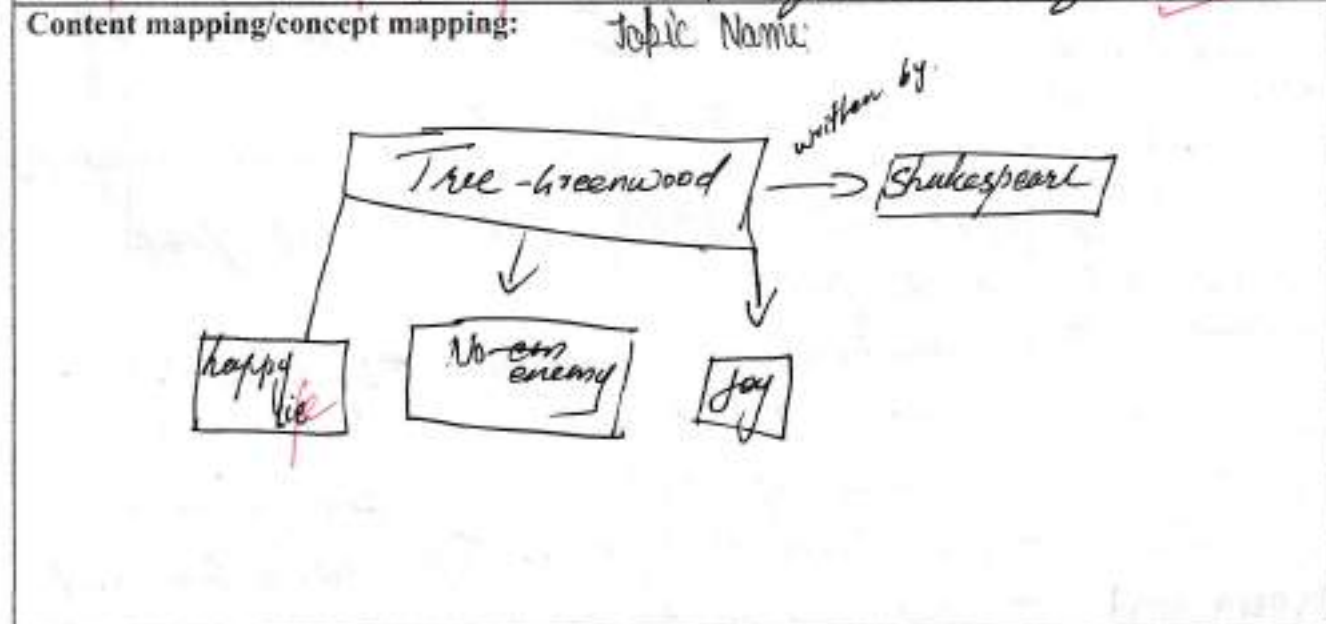 Content mapping/concept mapping: Topic Name:
written by.
Tree - Greenwood
Shakespeare
happy
life
No
enemy
Joy